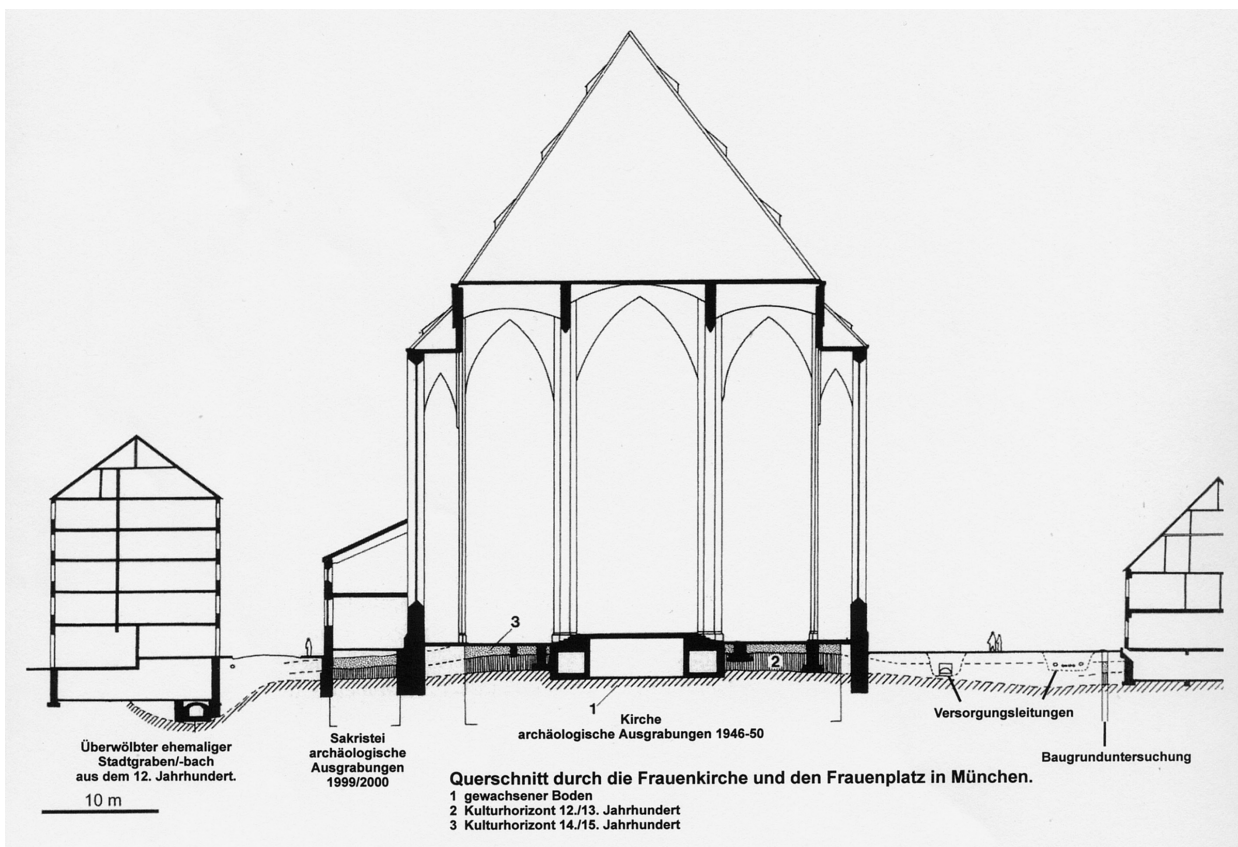 3
2
1
Kirche
archäologische Ausgrabungen 1946-50
Versorgungsleitungen
Baugrunduntersuchung
Überwölbter ehemaliger
Stadtgraben/-bach
aus dem 12. Jahrhundert.
Sakristei
archäologische
Ausgrabungen
1999/2000
10 m
Querschnitt durch die Frauenkirche und den Frauenplatz in München.
1 gewachsener Boden
2 Kulturhorizont 12./13. Jahrhundert
3 Kulturhorizont 14./15. Jahrhundert